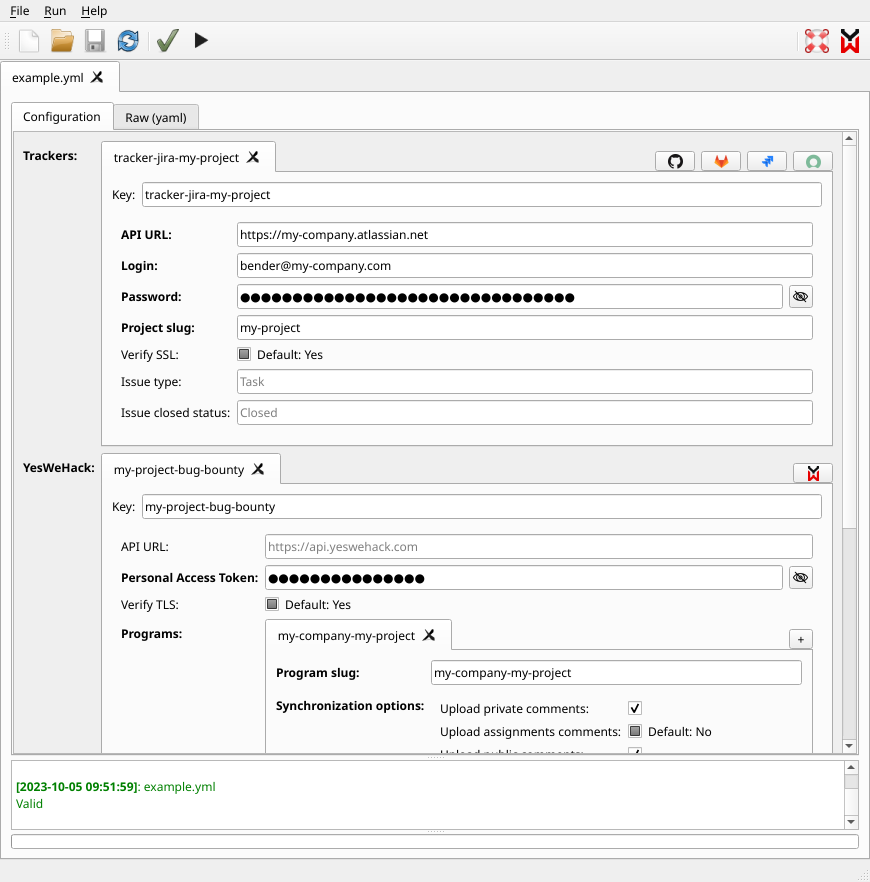 File Run Help
example.yml
Configuration Raw (yaml)
Trackers: tracker-jira-my-project
Key: tracker-jira-my-project
API URL: https://my-company.atlassian.net
Login: bender@my-company.com
Password: ●●●●●●●●●●●●●●●●●●●●●●●●●●●●●●●●
Project slug: my-project
Verify SSL: Default: Yes
Issue type: Task
Issue closed status: Closed
YesWeHack: my-project-bug-bounty
Key: my-project-bug-bounty
API URL: https://api.yeswehack.com
Personal Access Token: ●●●●●●●●●●●●●●●
Verify TLS: Default: Yes
Programs: my-company-my-project +
Program slug: my-company-my-project
Synchronization options: Upload private comments:
Upload assignments comments: Default: No
Upload public comments:
[2023-10-05 09:51:59]: example.yml
Valid